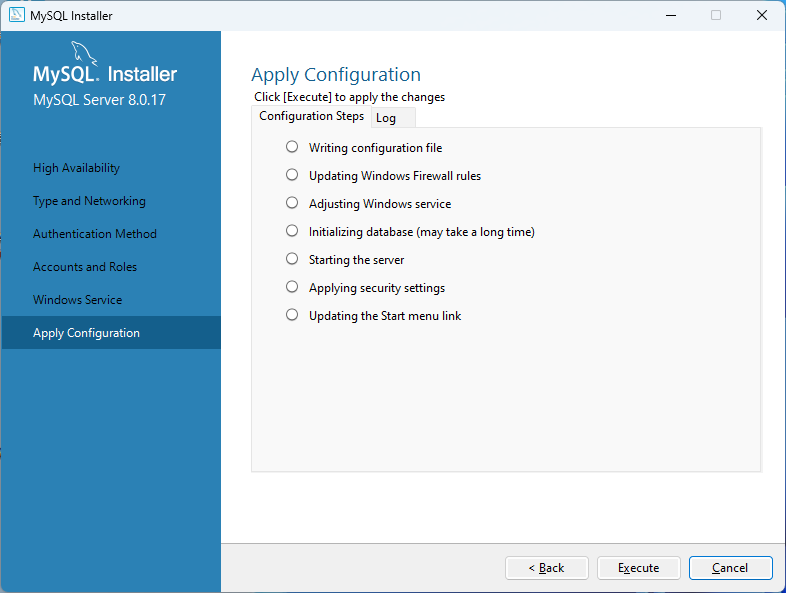 MySQL Installer
MySQL. Installer
MySQL Server 8.0.17
High Availability
Type and Networking
Authentication Method
Accounts and Roles
Windows Service
Apply Configuration
Apply Configuration
Click [Execute] to apply the changes
Configuration Steps
Log
Writing configuration file
Updating Windows Firewall rules
Adjusting Windows service
Initializing database (may take a long time)
Starting the server
Applying security settings
Updating the Start menu link
< Back
Execute
Cancel